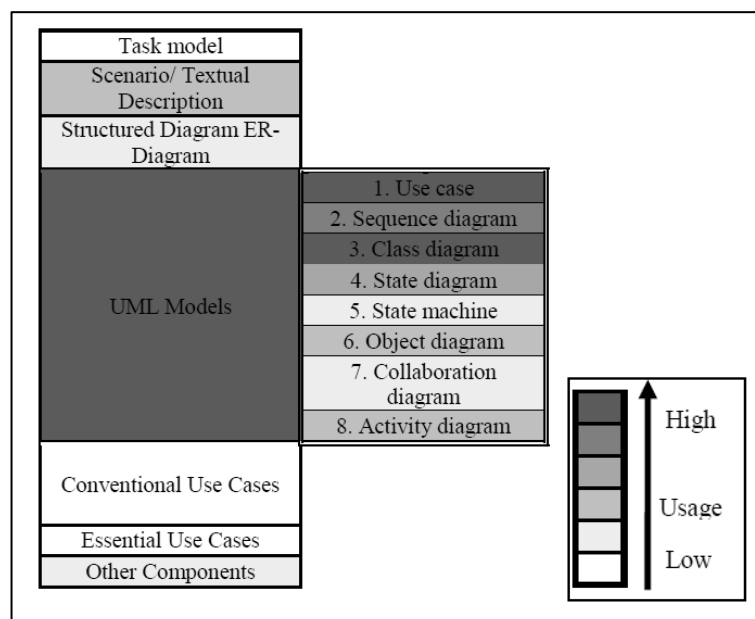 Task model
Scenario/ Textual
Description
Structured Diagram ER-
Diagram
UML Models
1. Use case
2. Sequence diagram
3. Class diagram
4. State diagram
5. State machine
6. Object diagram
7. Collaboration
diagram
8. Activity diagram
Conventional Use Cases
Essential Use Cases
Other Components
High
Usage
Low